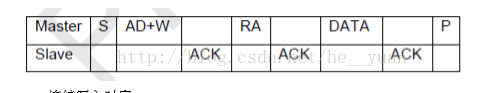 Master S AD+W RA DATA P
Slave ACK ACK ACK
http://blog.csdn.net/he__yuan